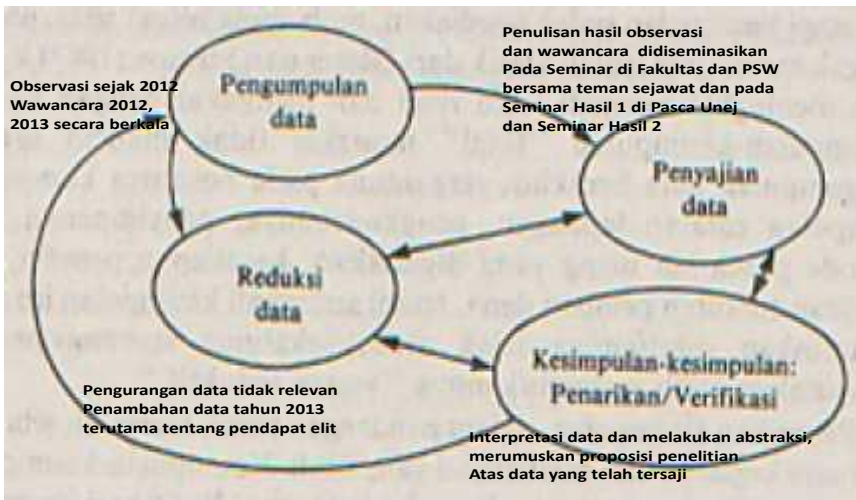 Observasi sejak 2012
Wawancara 2012,
2013 secara berkala
Pengumpulan
data
Penulisan hasil observasi
dan wawancara didiseminasikan
Pada Seminar di Fakultas dan PSW
bersama teman sejawat dan pada
Seminar Hasil 1 di Pasca Unej
dan Seminar Hasil 2
Penyajian
data
Reduksi
data
Pengurangan data tidak relevan
Penambahan data tahun 2013
terutama tentang pendapat elit
Kesimpulan-kesimpulan:
Penarikan/Verifikasi
Interpretasi data dan melakukan abstraksi,
merumuskan proposisi penelitian
Atas data yang telah tersaji